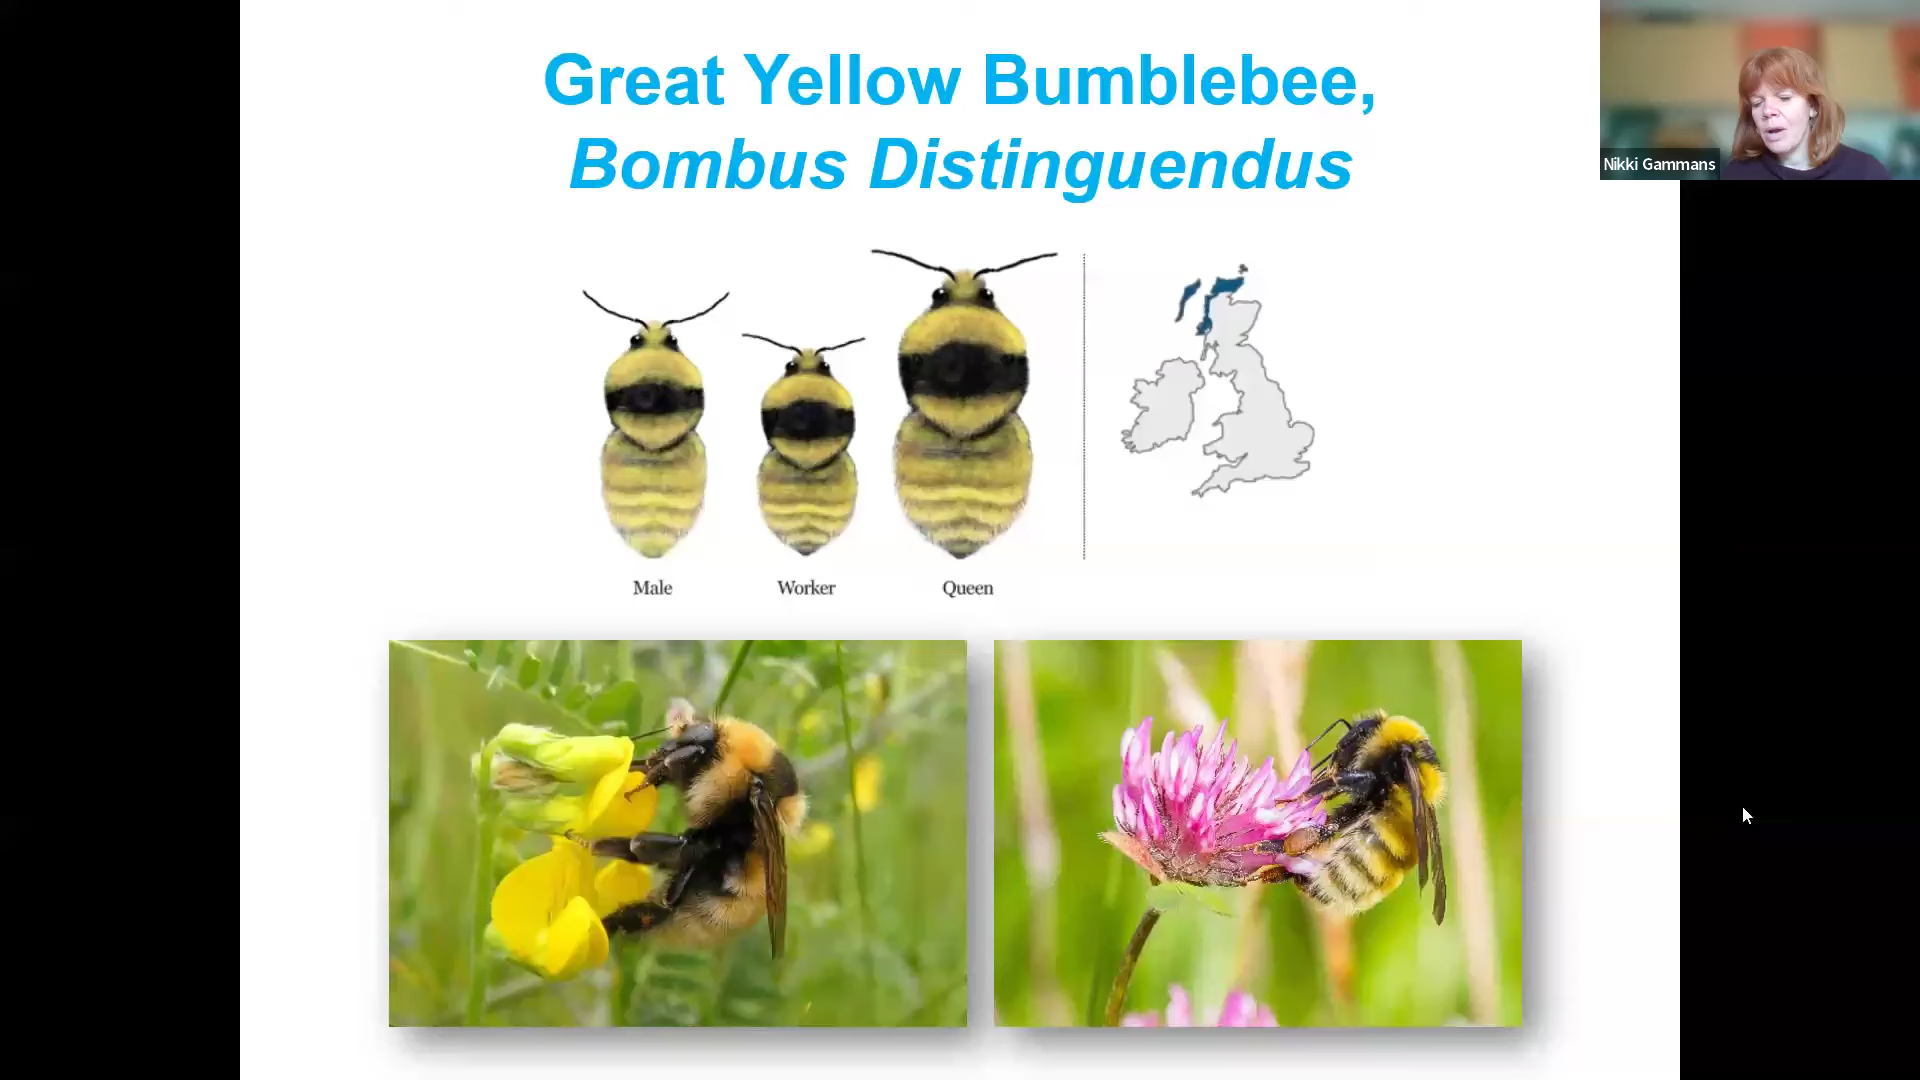 Great Yellow Bumblebee,
Bombus Distinguendus
Nikki Gammans
Male
Worker
Queen